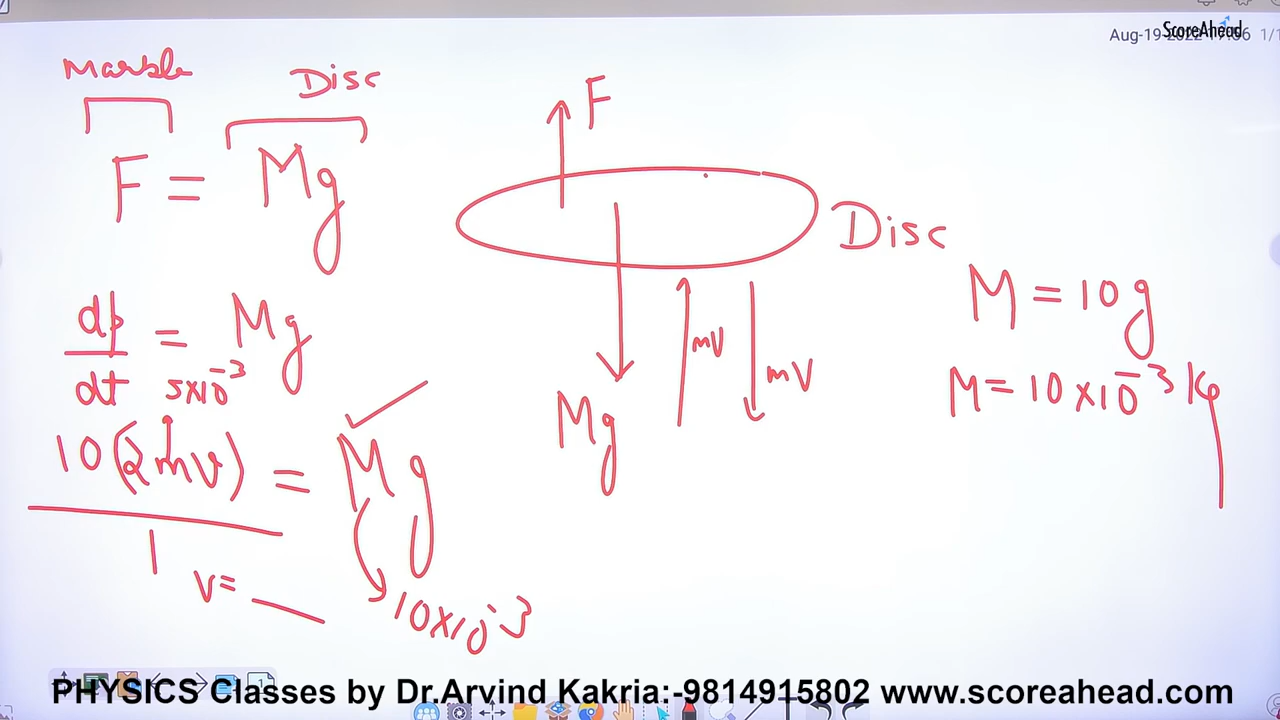 ScoreAhead
Aug-19-2022 17:06 1/1
Marble
Disc
F = Mg
F
Disc
mV
mV
Mg
M = 10g
M = 10×10⁻³ Kg
dp/dt = Mg
5×10⁻³
10(2mv)/1 = Mg
10×10⁻³
v = __
PHYSICS Classes by Dr.Arvind Kakria:-9814915802 www.scoreahead.com